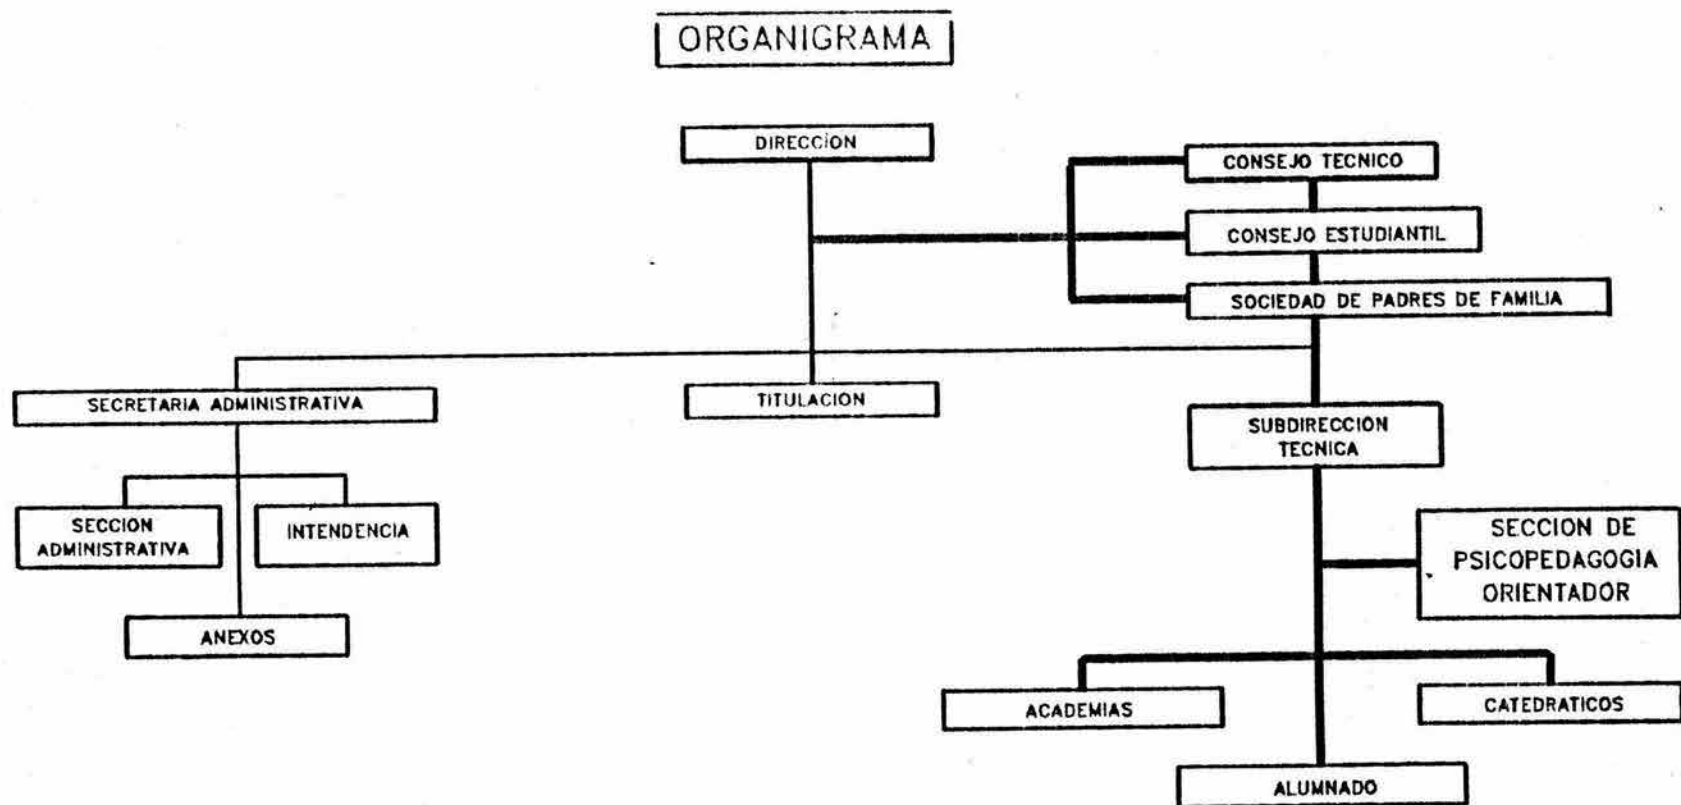 ORGANIGRAMA
DIRECCION
CONSEJO TECNICO
CONSEJO ESTUDIANTIL
SOCIEDAD DE PADRES DE FAMILIA
SECRETARIA ADMINISTRATIVA
TITULACION
SUBDIRECCION
TECNICA
SECCION
ADMINISTRATIVA
INTENDENCIA
SECCION DE
PSICOPEDAGOGIA
ORIENTADOR
ANEXOS
ACADEMIAS
CATEDRATICOS
ALUMNADO